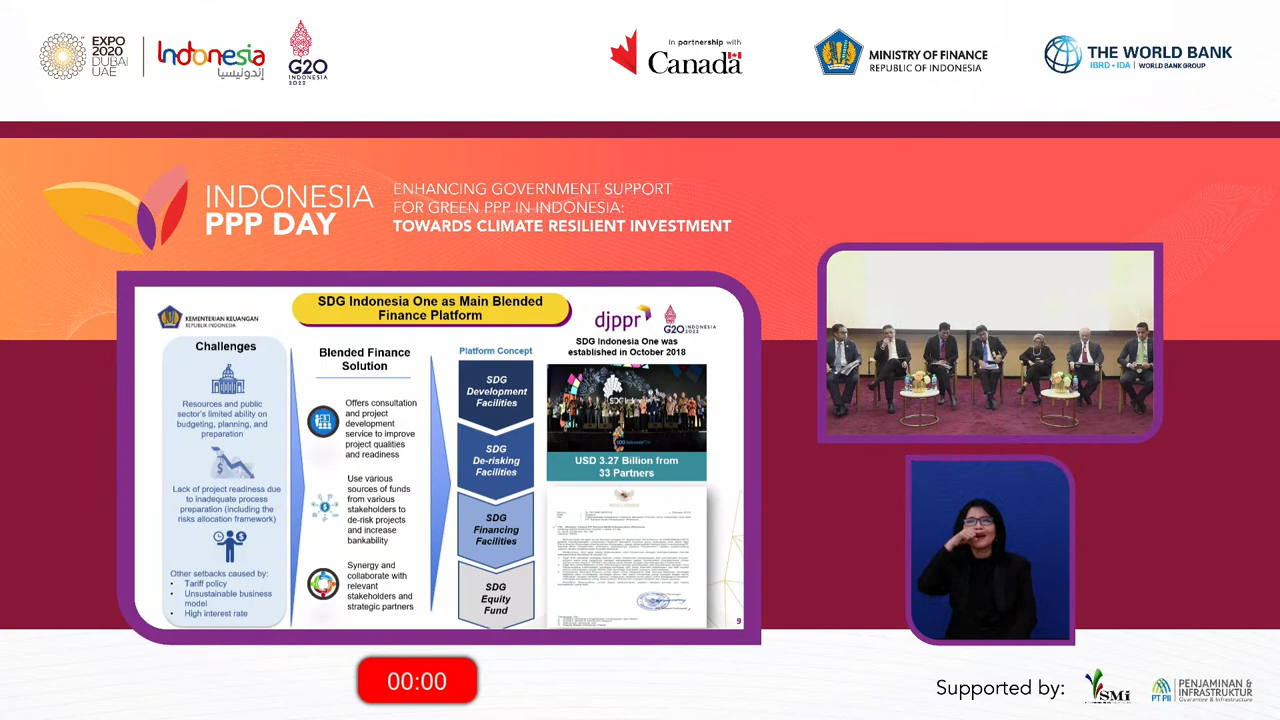 EXPO
2020
DUBAI
UAE
Indonesia
إندونيسيا
G20
INDONESIA
2022
In partnership with
Canada
MINISTRY OF FINANCE
REPUBLIC OF INDONESIA
THE WORLD BANK
IBRD • IDA | WORLD BANK GROUP
INDONESIA
PPP DAY
ENHANCING GOVERNMENT SUPPORT
FOR GREEN PPP IN INDONESIA:
TOWARDS CLIMATE RESILIENT INVESTMENT
KEMENTERIAN KEUANGAN
REPUBLIK INDONESIA
SDG Indonesia One as Main Blended
Finance Platform
djppr
G20 INDONESIA
2022
Challenges
Resources and public
sector's limited ability on
budgeting, planning, and
preparation
Lack of project readiness due
to inadequate process
preparation (including the
risks allocation framework)
Other setbacks caused by:
• Tariff policy
• Unsustainable business
model
• High interest rate
Blended Finance
Solution
Offers consultation
and project
development
service to improve
project qualities
and readiness
Use various
sources of funds
from various
stakeholders to
de-risk projects
and increase
bankability
Synergy and
collaborate with
relevant
stakeholders and
strategic partners
Platform Concept
SDG
Development
Facilities
SDG
De-risking
Facilities
SDG
Financing
Facilities
SDG
Equity
Fund
SDG Indonesia One was
established in October 2018
USD 3.27 Billion from
33 Partners
9
00:00
Supported by:
SMi
PT PII
PENJAMINAN &
INFRASTRUKTUR
Guarantee & Infrastructure